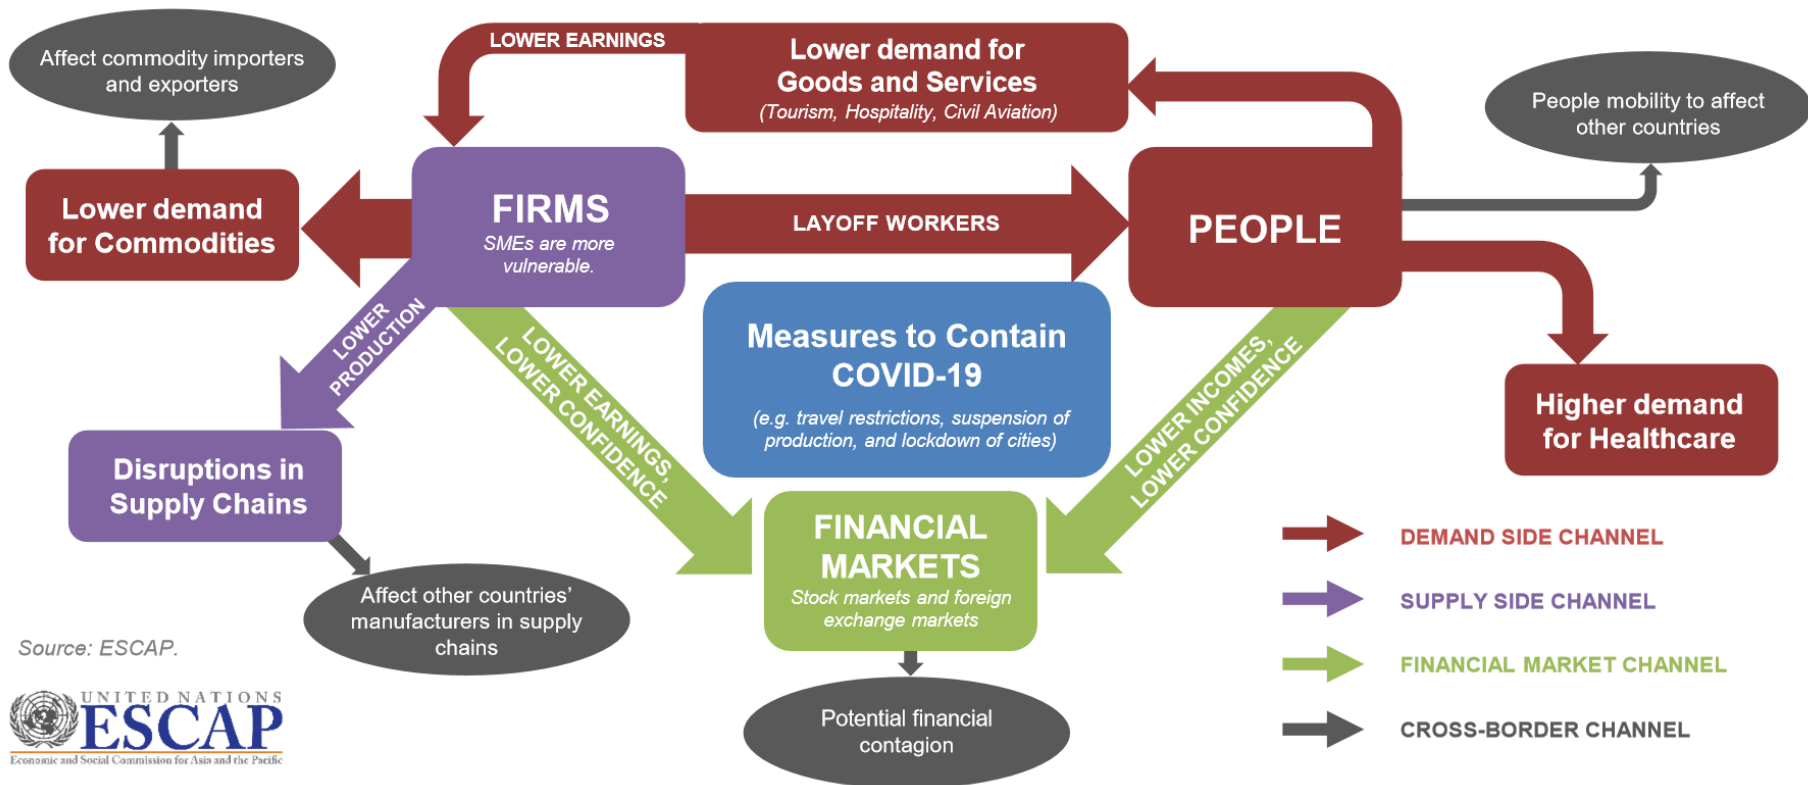 Affect commodity importers
and exporters
LOWER EARNINGS
Lower demand for
Goods and Services
(Tourism, Hospitality, Civil Aviation)
People mobility to affect
other countries
Lower demand
for Commodities
FIRMS
SMEs are more
vulnerable.
LAYOFF WORKERS
PEOPLE
LOWER
PRODUCTION
LOWER EARNINGS,
LOWER CONFIDENCE
Measures to Contain
COVID-19
(e.g. travel restrictions, suspension of
production, and lockdown of cities)
LOWER INCOMES,
LOWER CONFIDENCE
Higher demand
for Healthcare
Disruptions in
Supply Chains
FINANCIAL
MARKETS
Stock markets and foreign
exchange markets
Affect other countries’
manufacturers in supply
chains
Potential financial
contagion
DEMAND SIDE CHANNEL
SUPPLY SIDE CHANNEL
FINANCIAL MARKET CHANNEL
CROSS-BORDER CHANNEL
Source: ESCAP.
UNITED NATIONS
ESCAP
Economic and Social Commission for Asia and the Pacific